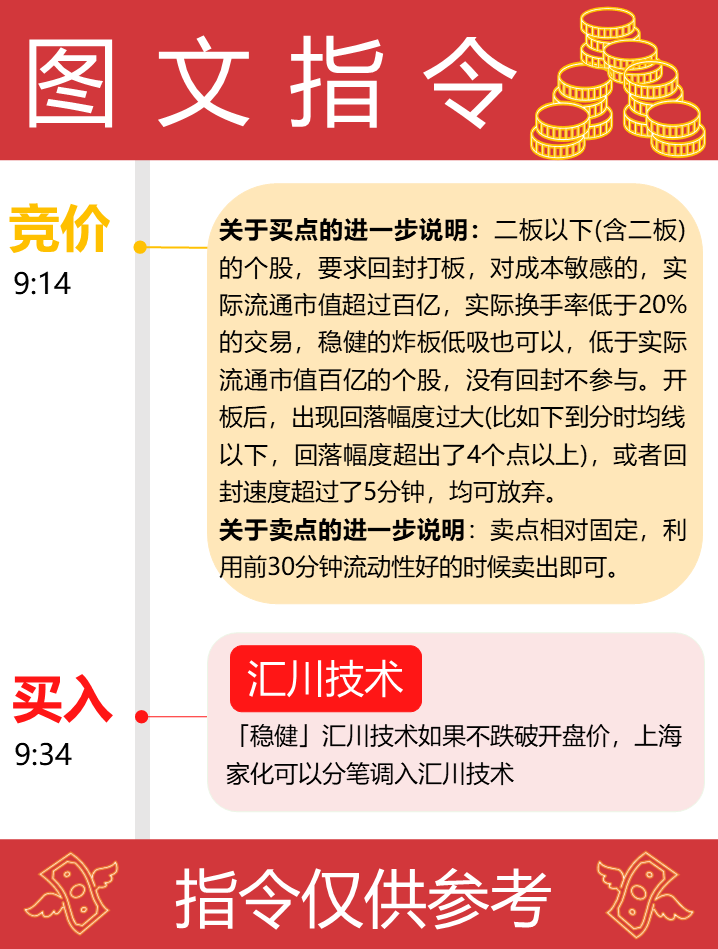 图文指令
竞价
9:14
关于买点的进一步说明：二板以下(含二板)
的个股，要求回封打板，对成本敏感的，实
际流通市值超过百亿，实际换手率低于20%
的交易，稳健的炸板低吸也可以，低于实际
流通市值百亿的个股，没有回封不参与。开
板后，出现回落幅度过大(比如下到分时均线
以下，回落幅度超出了4个点以上)，或者回
封速度超过了5分钟，均可放弃。
关于卖点的进一步说明：卖点相对固定，利
用前30分钟流动性好的时候卖出即可。
买入
9:34
汇川技术
「稳健」汇川技术如果不跌破开盘价，上海
家化可以分笔调入汇川技术
指令仅供参考